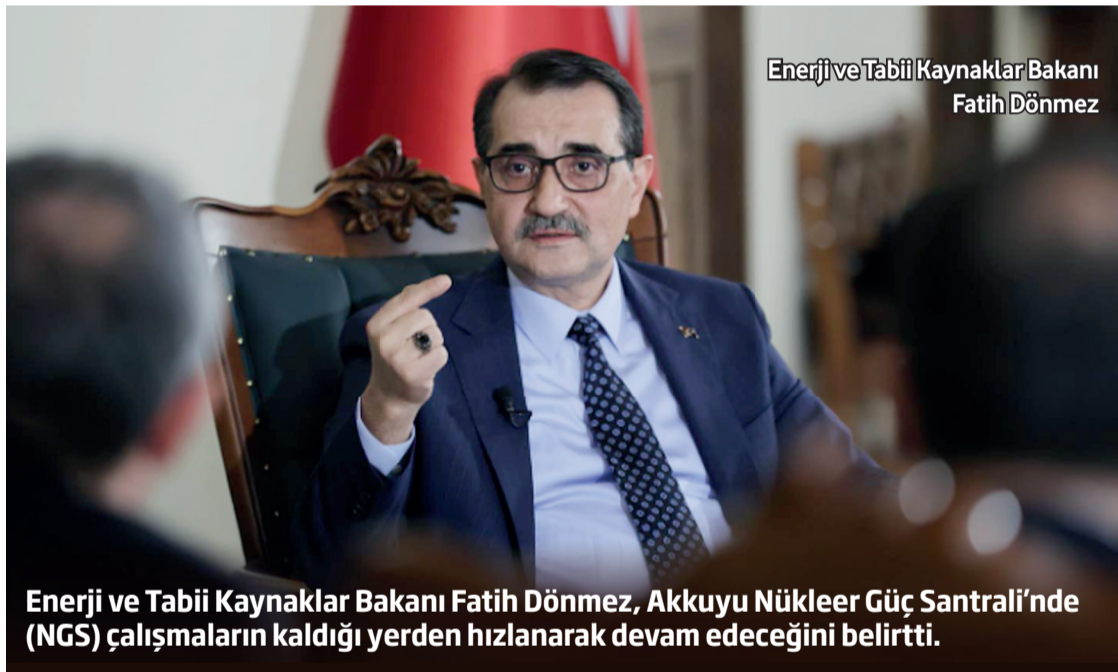 Enerji ve Tabii Kaynaklar Bakanı
Fatih Dönmez
Enerji ve Tabii Kaynaklar Bakanı Fatih Dönmez, Akkuyu Nükleer Güç Santrali’nde
(NGS) çalışmaların kaldığı yerden hızlanarak devam edeceğini belirtti.